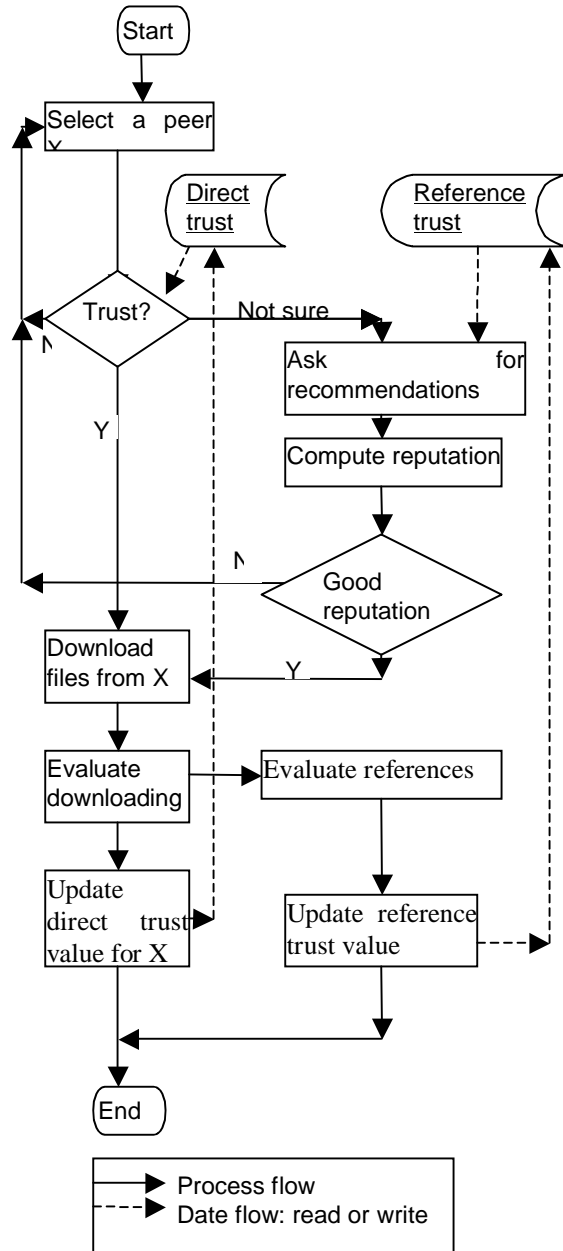 Start
Select a peer
Direct
trust
Reference
trust
Trust?
Not sure
Ask for
recommendations
Y
Compute reputation
Good
reputation
Download
files from X
Y
Evaluate
downloading
Evaluate references
Update
direct trust
value for X
Update reference
trust value
End
Process flow
Date flow: read or write